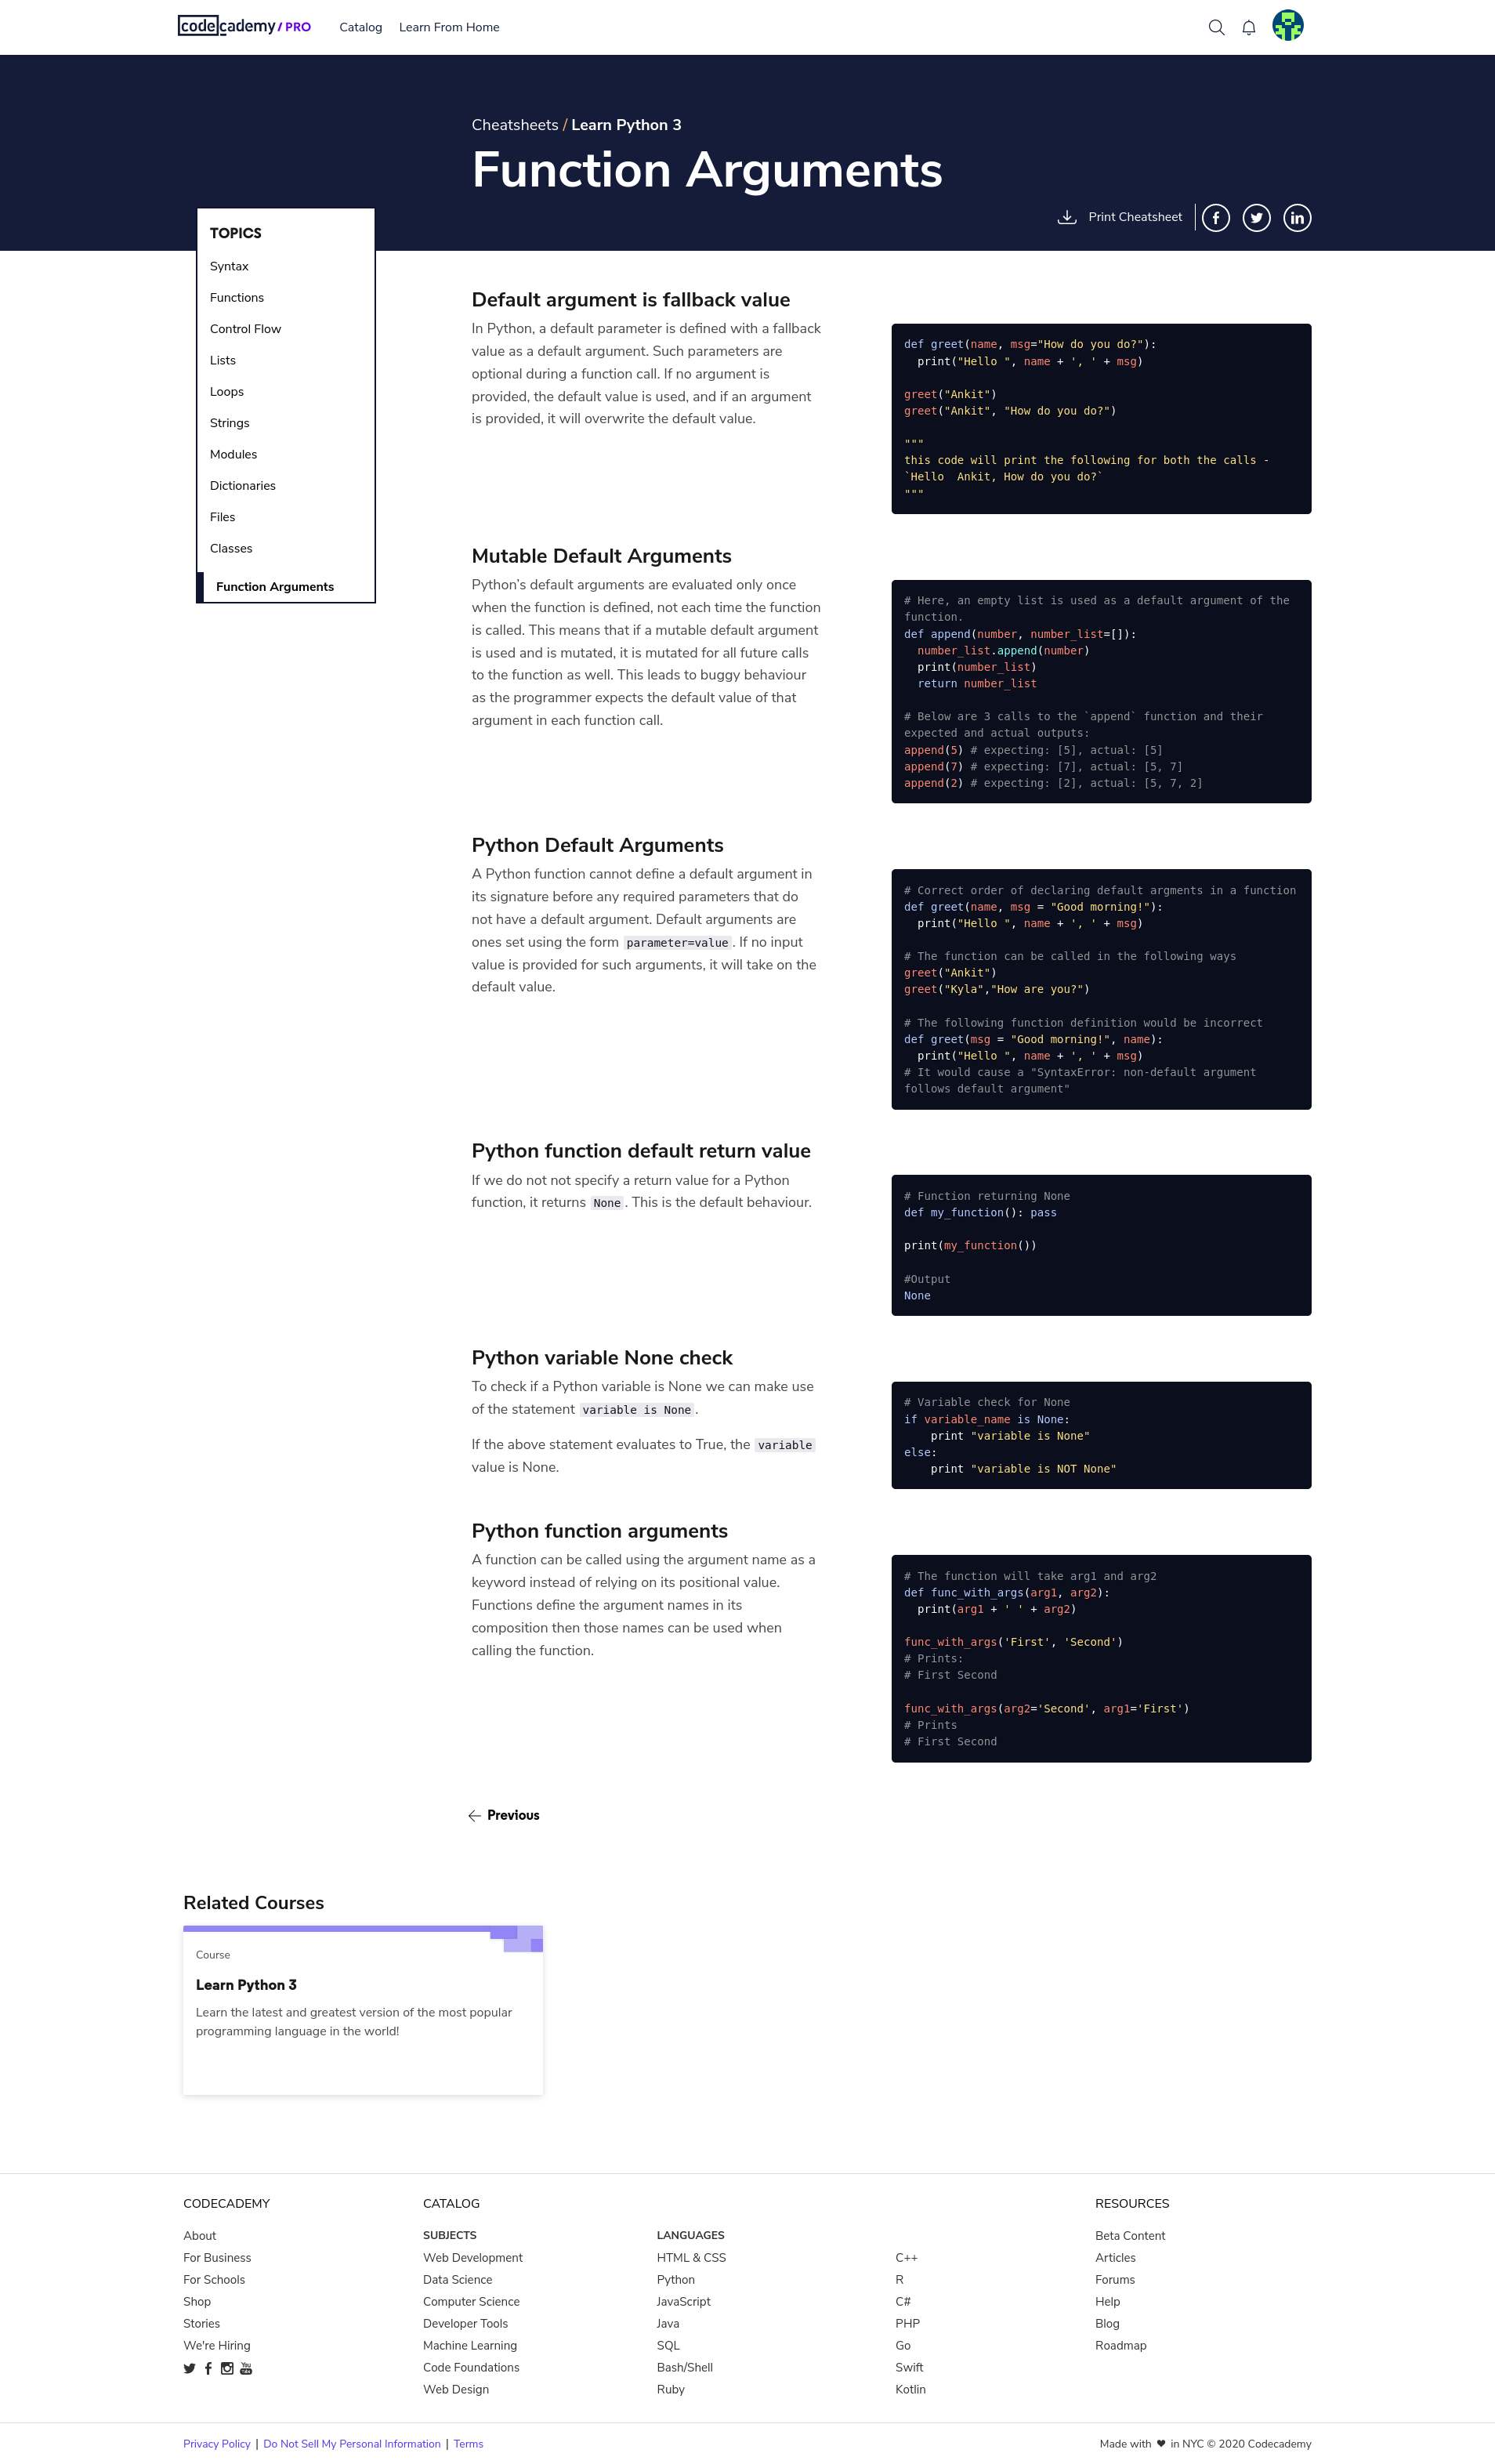 codecademy / PRO
Catalog
Learn From Home
Cheatsheets / Learn Python 3
Function Arguments
Print Cheatsheet
TOPICS
Syntax
Functions
Control Flow
Lists
Loops
Strings
Modules
Dictionaries
Files
Classes
Function Arguments
Default argument is fallback value
In Python, a default parameter is defined with a fallback
value as a default argument. Such parameters are
optional during a function call. If no argument is
provided, the default value is used, and if an argument
is provided, it will overwrite the default value.
def greet(name, msg="How do you do?"):
  print("Hello ", name + ', ' + msg)
greet("Ankit")
greet("Ankit", "How do you do?")
"""
this code will print the following for both the calls -
`Hello  Ankit, How do you do?`
"""
Mutable Default Arguments
Python’s default arguments are evaluated only once
when the function is defined, not each time the function
is called. This means that if a mutable default argument
is used and is mutated, it is mutated for all future calls
to the function as well. This leads to buggy behaviour
as the programmer expects the default value of that
argument in each function call.
# Here, an empty list is used as a default argument of the
function.
def append(number, number_list=[]):
  number_list.append(number)
  print(number_list)
  return number_list
# Below are 3 calls to the `append` function and their
expected and actual outputs:
append(5) # expecting: [5], actual: [5]
append(7) # expecting: [7], actual: [5, 7]
append(2) # expecting: [2], actual: [5, 7, 2]
Python Default Arguments
A Python function cannot define a default argument in
its signature before any required parameters that do
not have a default argument. Default arguments are
ones set using the form parameter=value. If no input
value is provided for such arguments, it will take on the
default value.
# Correct order of declaring default argments in a function
def greet(name, msg = "Good morning!"):
  print("Hello ", name + ', ' + msg)
# The function can be called in the following ways
greet("Ankit")
greet("Kyla","How are you?")
# The following function definition would be incorrect
def greet(msg = "Good morning!", name):
  print("Hello ", name + ', ' + msg)
# It would cause a "SyntaxError: non-default argument
follows default argument"
Python function default return value
If we do not not specify a return value for a Python
function, it returns None. This is the default behaviour.
# Function returning None
def my_function(): pass
print(my_function())
#Output
None
Python variable None check
To check if a Python variable is None we can make use
of the statement variable is None.
If the above statement evaluates to True, the variable
value is None.
# Variable check for None
if variable_name is None:
    print "variable is None"
else:
    print "variable is NOT None"
Python function arguments
A function can be called using the argument name as a
keyword instead of relying on its positional value.
Functions define the argument names in its
composition then those names can be used when
calling the function.
# The function will take arg1 and arg2
def func_with_args(arg1, arg2):
  print(arg1 + ' ' + arg2)
func_with_args('First', 'Second')
# Prints:
# First Second
func_with_args(arg2='Second', arg1='First')
# Prints
# First Second
Previous
Related Courses
Course
Learn Python 3
Learn the latest and greatest version of the most popular
programming language in the world!
CODECADEMY
About
For Business
For Schools
Shop
Stories
We're Hiring
CATALOG
SUBJECTS
Web Development
Data Science
Computer Science
Developer Tools
Machine Learning
Code Foundations
Web Design
LANGUAGES
HTML & CSS
Python
JavaScript
Java
SQL
Bash/Shell
Ruby
C++
R
C#
PHP
Go
Swift
Kotlin
RESOURCES
Beta Content
Articles
Forums
Help
Blog
Roadmap
Privacy Policy | Do Not Sell My Personal Information | Terms
Made with ❤ in NYC © 2020 Codecademy